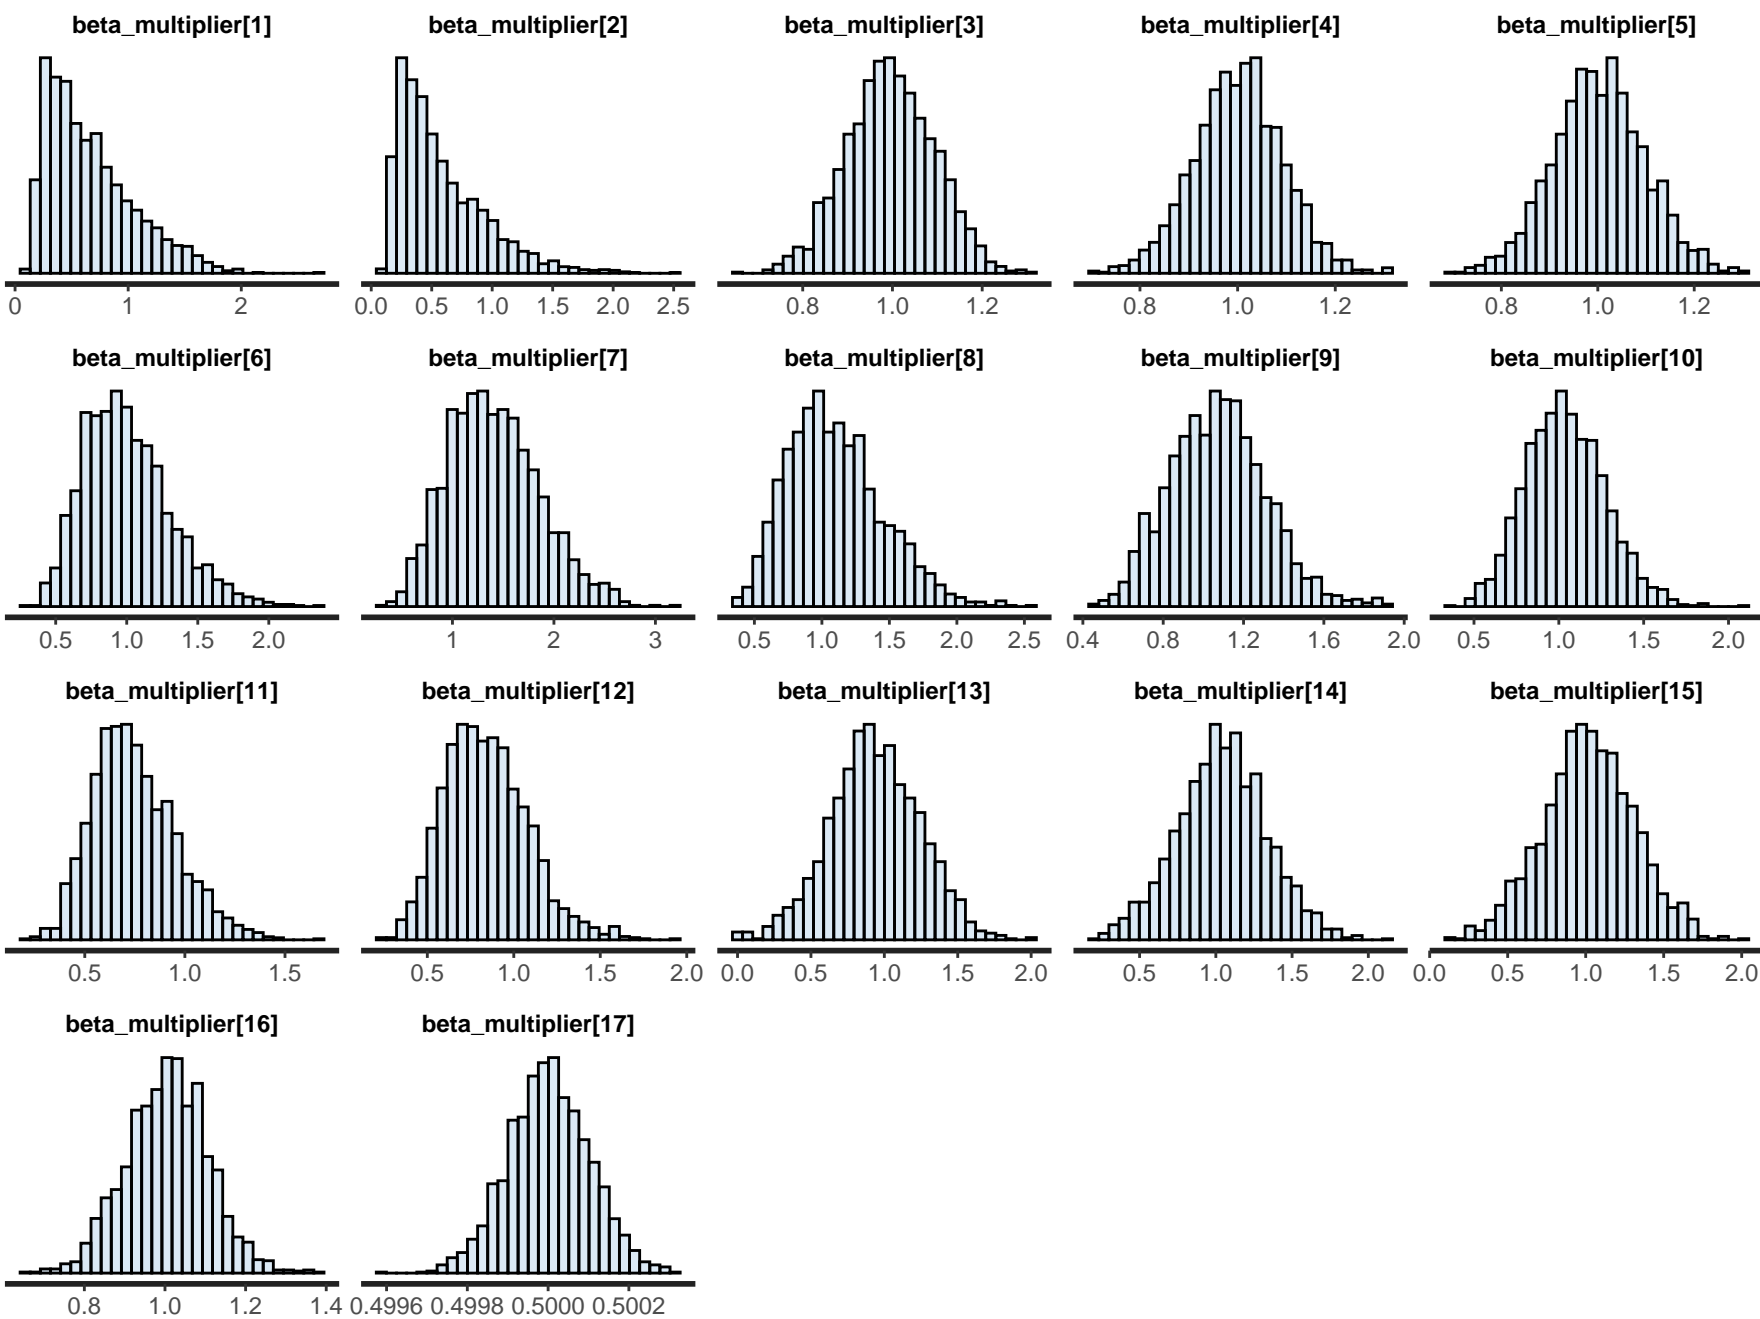 beta_multiplier[1] beta_multiplier[2] beta_multiplier[3] beta_multiplier[4] beta_multiplier[5]
0 1 2 0.0 0.5 1.0 1.5 2.0 2.5 0.8 1.0 1.2 0.8 1.0 1.2 0.8 1.0 1.2
beta_multiplier[6] beta_multiplier[7] beta_multiplier[8] beta_multiplier[9] beta_multiplier[10]
0.5 1.0 1.5 2.0 1 2 3 0.5 1.0 1.5 2.0 2.5 0.4 0.8 1.2 1.6 2.0 0.5 1.0 1.5 2.0
beta_multiplier[11] beta_multiplier[12] beta_multiplier[13] beta_multiplier[14] beta_multiplier[15]
0.5 1.0 1.5 0.5 1.0 1.5 2.0 0.0 0.5 1.0 1.5 2.0 0.5 1.0 1.5 2.0 0.0 0.5 1.0 1.5 2.0
beta_multiplier[16] beta_multiplier[17]
0.8 1.0 1.2 1.4 0.4996 0.4998 0.5000 0.5002